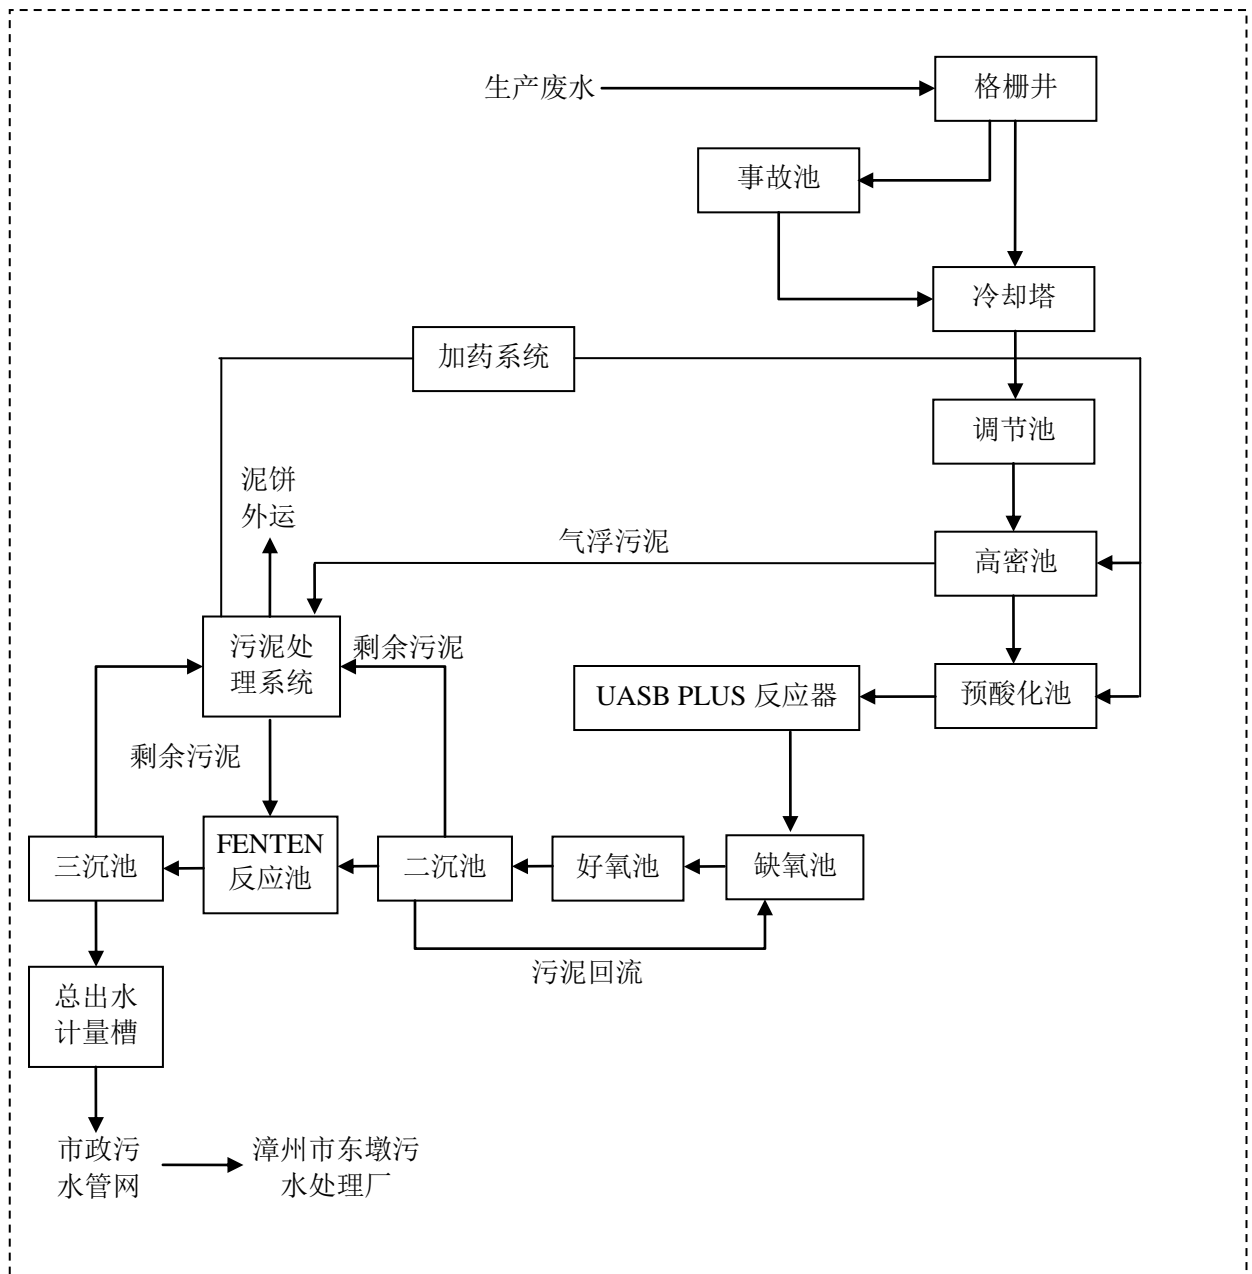 生产废水
格栅井
事故池
冷却塔
加药系统
调节池
泥饼
外运
气浮污泥
高密池
污泥处
理系统
剩余污泥
UASB PLUS 反应器
预酸化池
剩余污泥
三沉池
FENTEN
反应池
二沉池
好氧池
缺氧池
污泥回流
总出水
计量槽
市政污
水管网
漳州市东墩污
水处理厂